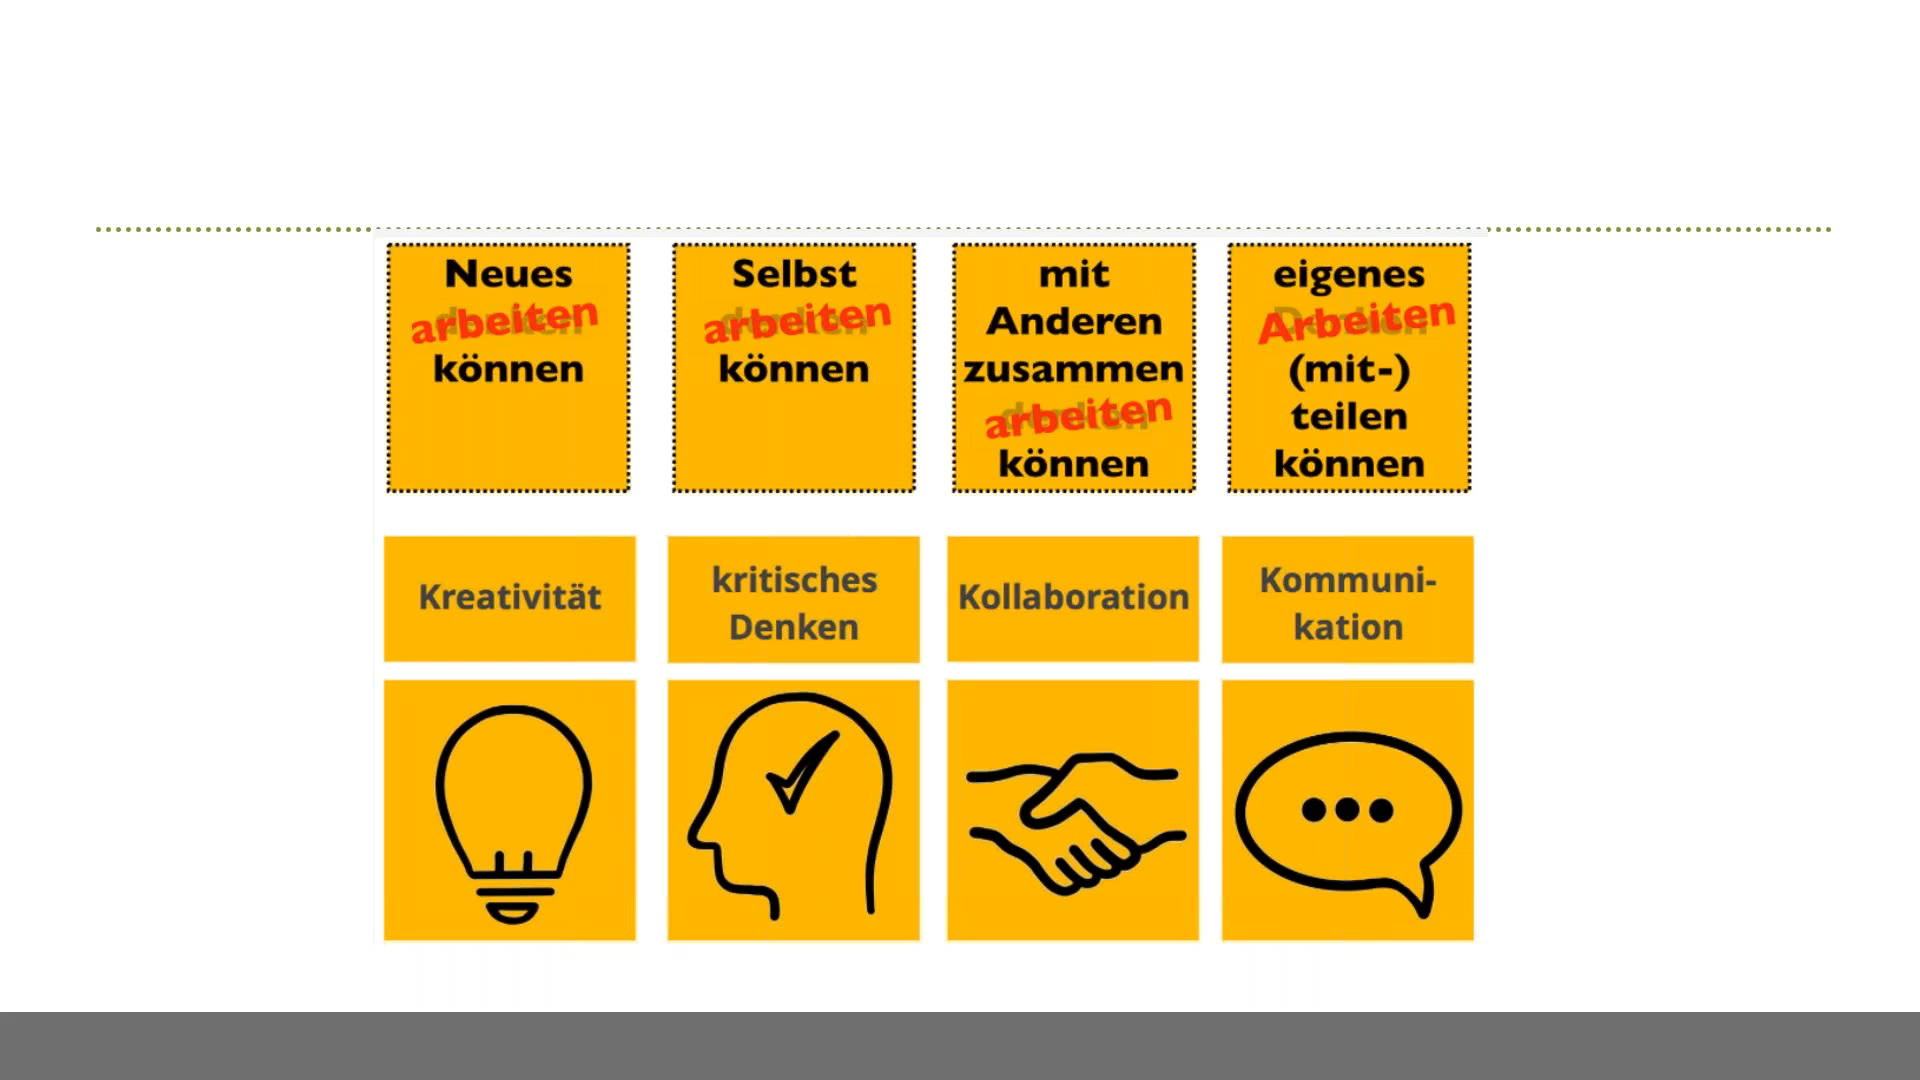 Neues
arbeiten
können
Selbst
arbeiten
können
mit
Anderen
zusammen
arbeiten
können
eigenes
Arbeiten
(mit-)
teilen
können
Kreativität
kritisches
Denken
Kollaboration
Kommuni-
kation